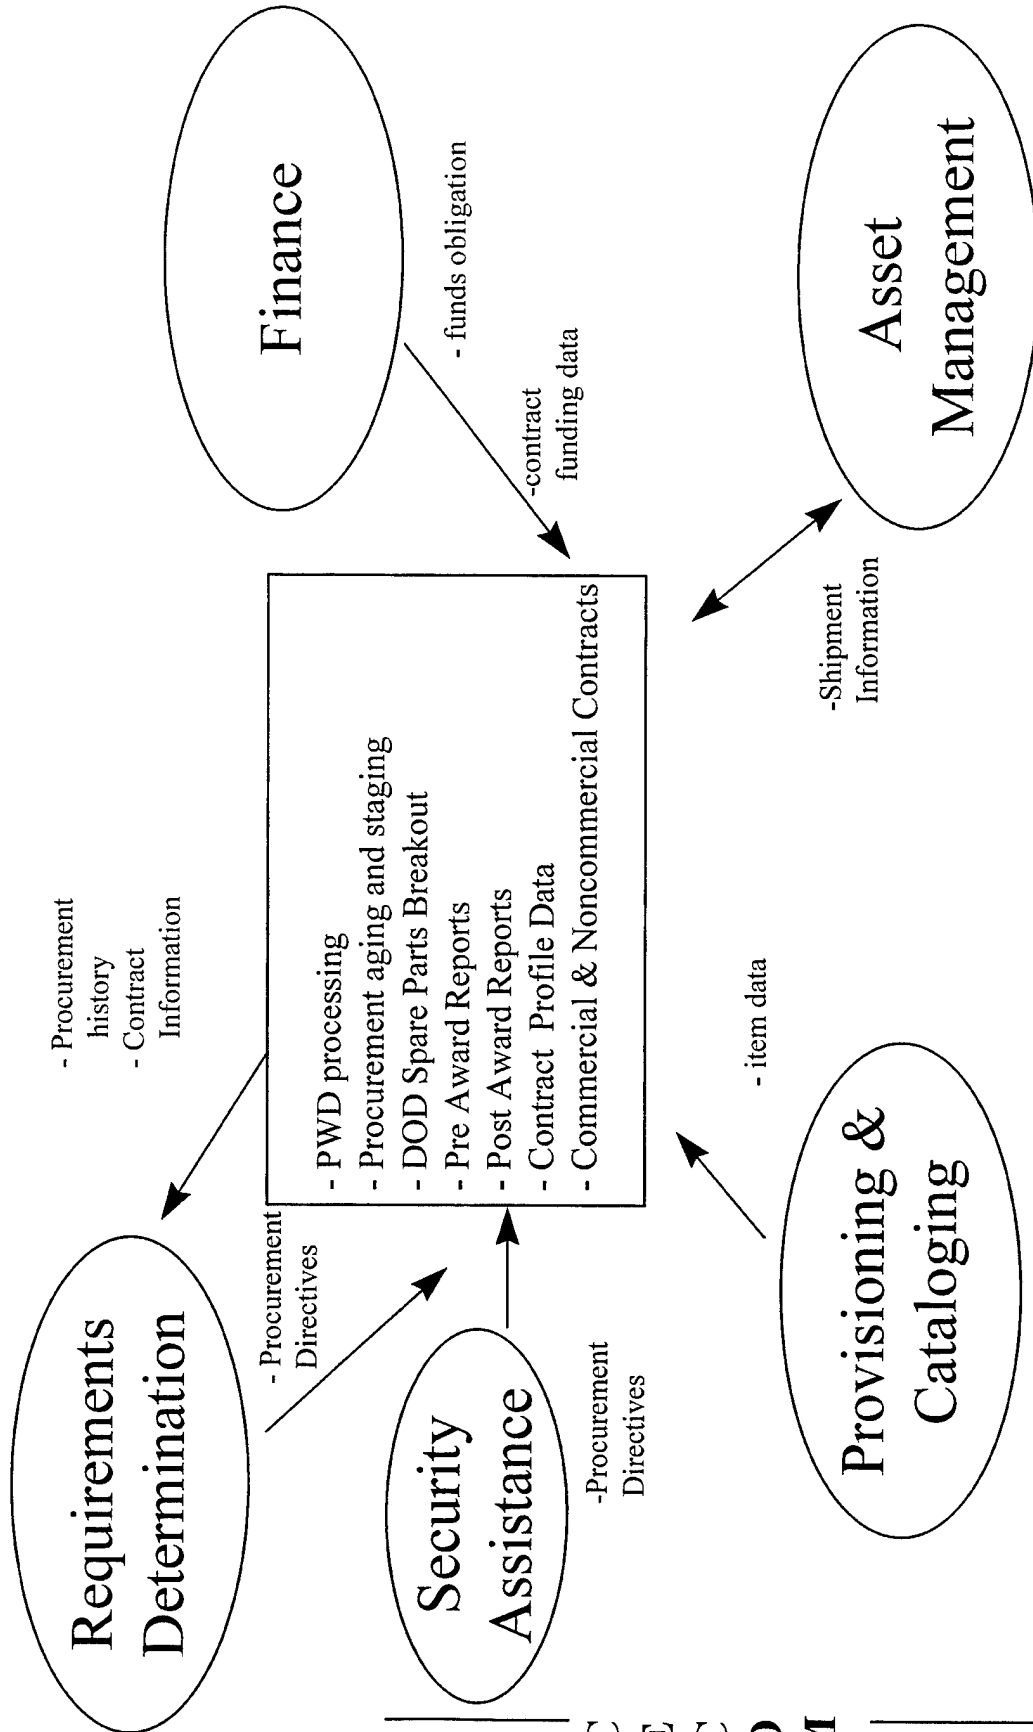 Requirements
Determination
- Procurement
history
- Contract
Information
Finance
- funds obligation
-contract
funding data
- Procurement
Directives
Security
Assistance
-Procurement
Directives
- PWD processing
- Procurement aging and staging
- DOD Spare Parts Breakout
- Pre Award Reports
- Post Award Reports
- Contract Profile Data
- Commercial & Noncommercial Contracts
Provisioning &
Cataloging
- item data
-Shipment
Information
Asset
Management